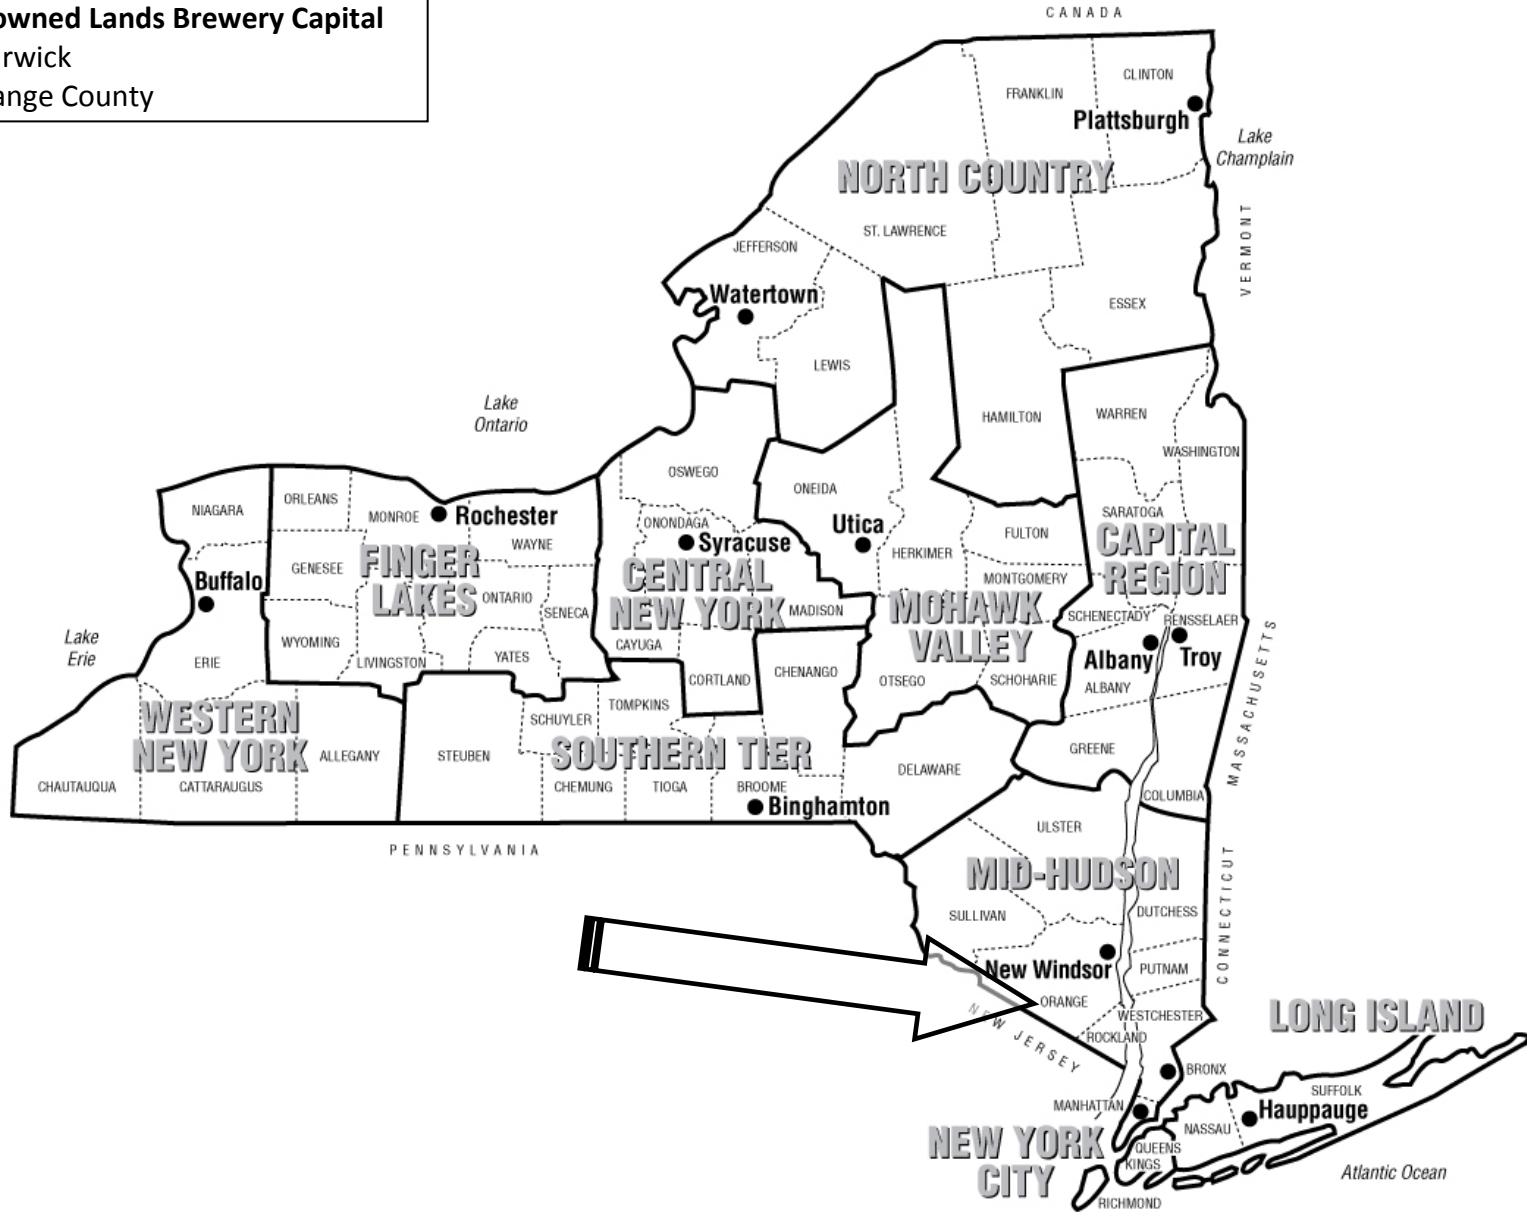 owned Lands Brewery Capital
rwick
ange County
CANADA
CLINTON
FRANKLIN
Plattsburgh
Lake
Champlain
NORTH COUNTRY
VERMONT
ST. LAWRENCE
JEFFERSON
Watertown
ESSEX
LEWIS
Lake
Ontario
HAMILTON
WARREN
WASHINGTON
OSWEGO
ONEIDA
NIAGARA
ORLEANS
MONROE
Rochester
ONONDAGA
Syracuse
Utica
SARATOGA
FULTON
WAYNE
HERKIMER
CAPITAL
REGION
GENESEE
FINGER
LAKES
CENTRAL
NEW YORK
MONTGOMERY
Buffalo
ONTARIO
SENECA
MADISON
MOHAWK
VALLEY
SCHENECTADY
RENSSELAER
Lake
Erie
WYOMING
CAYUGA
Albany
Troy
ERIE
LIVINGSTON
YATES
CORTLAND
CHENANGO
OTSEGO
SCHOHARIE
ALBANY
MASSACHUSETTS
TOMPKINS
WESTERN
NEW YORK
SCHUYLER
ALLEGANY
STEUBEN
SOUTHERN TIER
GREENE
DELAWARE
CHAUTAUQUA
CATTARAUGUS
CHEMUNG
TIOGA
BROOME
Binghamton
COLUMBIA
ULSTER
PENNSYLVANIA
MID-HUDSON
CONNECTICUT
SULLIVAN
DUTCHESS
New Windsor
PUTNAM
ORANGE
NEW JERSEY
WESTCHESTER
ROCKLAND
LONG ISLAND
BRONX
SUFFOLK
MANHATTAN
Hauppauge
NASSAU
NEW YORK
CITY
QUEENS
KINGS
RICHMOND
Atlantic Ocean